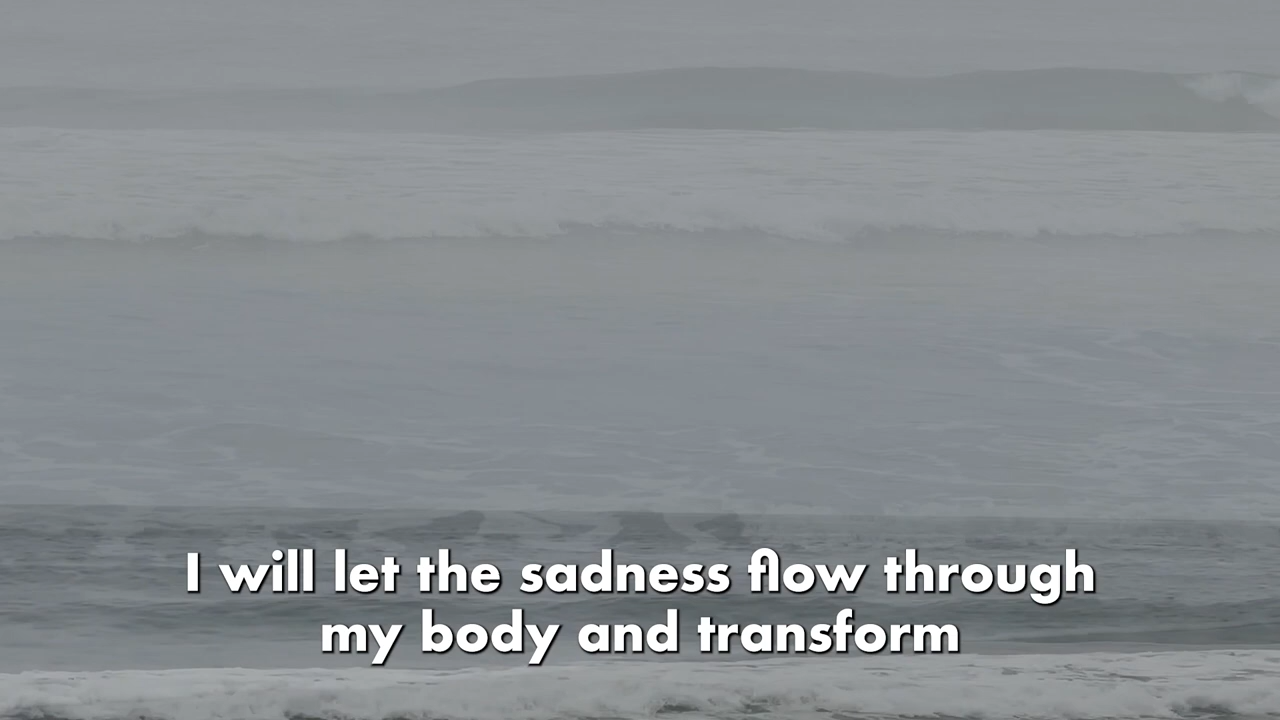 I will let the sadness flow through
my body and transform